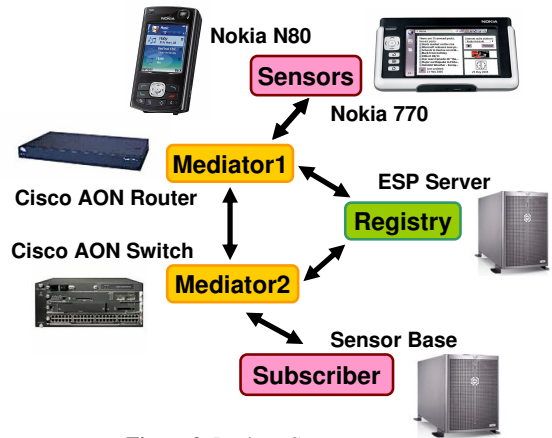 Nokia N80
NOKIA
Sensors
Nokia 770
Mediator1
Cisco AON Router
ESP Server
Registry
Cisco AON Switch
Mediator2
Sensor Base
Subscriber